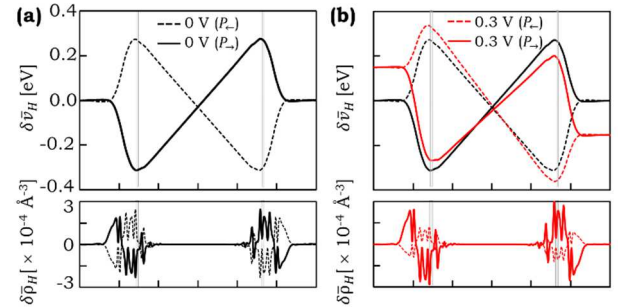 (a)
0 V (P←)
0 V (P→)
δv̄H [eV]
0.4
0.2
0.0
-0.2
-0.4
δρ̄H[× 10⁻⁴ Å⁻³]
3
0
-3
(b)
0.3 V (P←)
0.3 V (P→)
δv̄H [eV]
δρ̄H[× 10⁻⁴ Å⁻³]